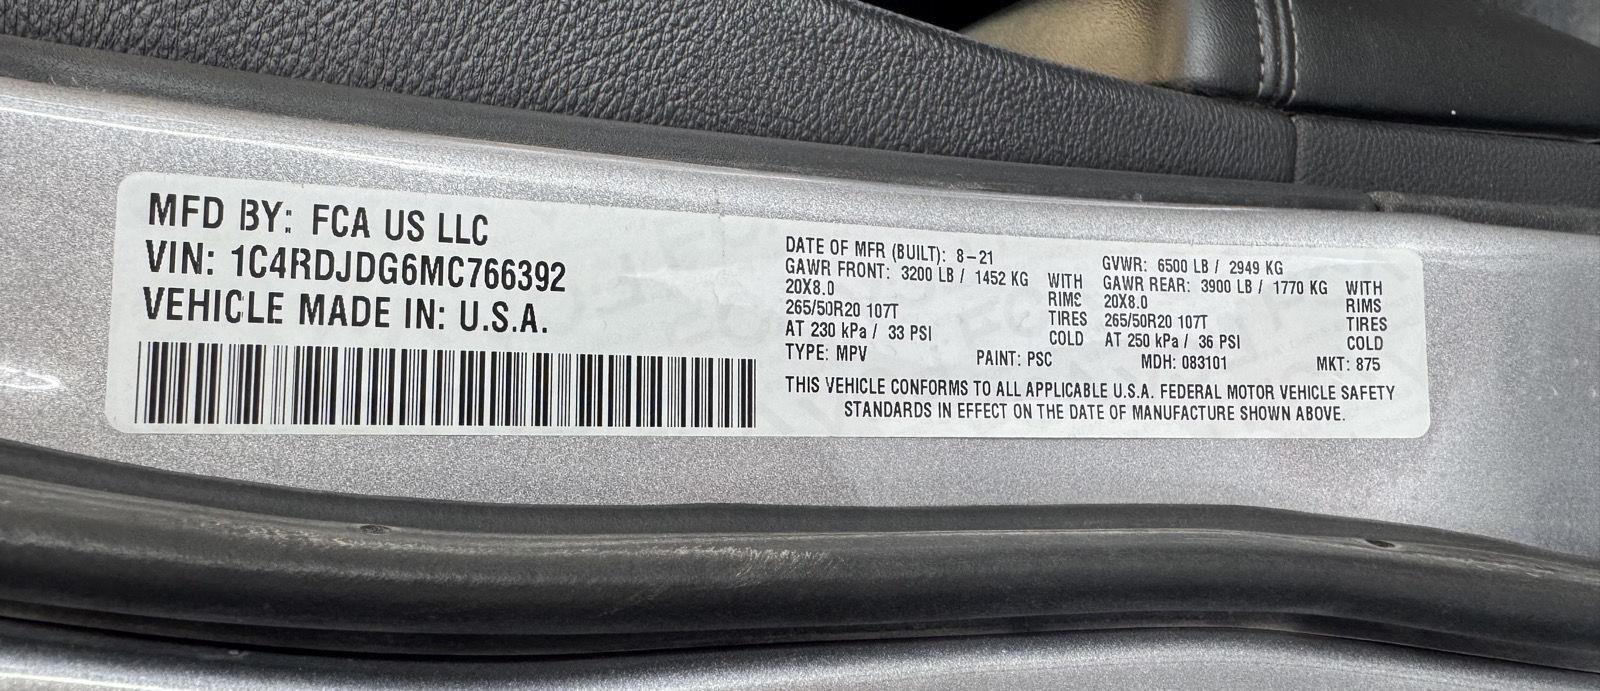 MFD BY: FCA US LLC
VIN: 1C4RDJDG6MC766392
VEHICLE MADE IN: U.S.A.
DATE OF MFR (BUILT): 8-21
GAWR FRONT: 3200 LB / 1452 KG WITH
20X8.0 RIMS
265/50R20 107T TIRES
AT 230 kPa / 33 PSI COLD
GVWR: 6500 LB / 2949 KG
GAWR REAR: 3900 LB / 1770 KG WITH
20X8.0 RIMS
265/50R20 107T TIRES
AT 250 kPa / 36 PSI COLD
TYPE: MPV PAINT: PSC MDH: 083101 MKT: 875
THIS VEHICLE CONFORMS TO ALL APPLICABLE U.S.A. FEDERAL MOTOR VEHICLE SAFETY
STANDARDS IN EFFECT ON THE DATE OF MANUFACTURE SHOWN ABOVE.